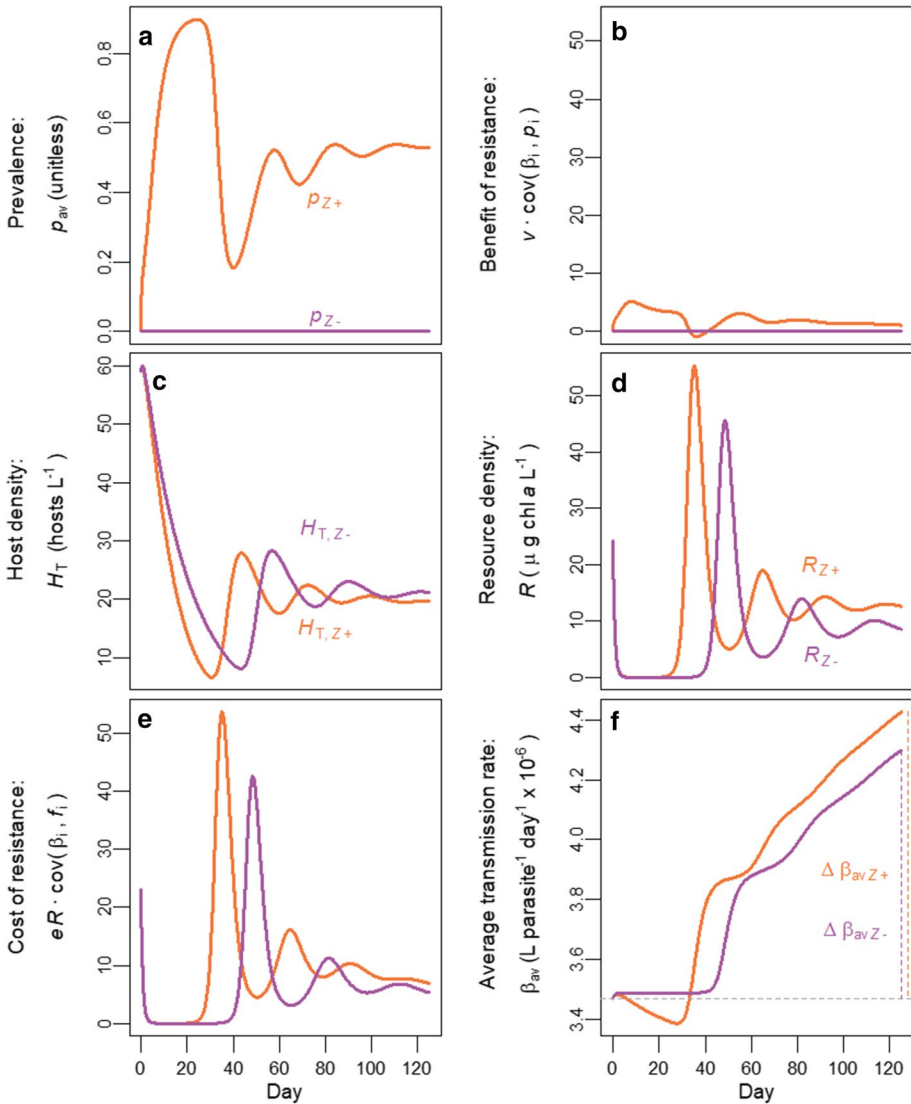 a
Prevalence:
p_av (unitless)
0.0 0.2 0.4 0.6 0.8
p_Z+
p_Z-
b
Benefit of resistance:
v · cov( β_i , p_i )
0 10 20 30 40 50
c
Host density:
H_T (hosts L⁻¹ )
10 20 30 40 50 60
H_T, Z-
H_T, Z+
d
Resource density:
R ( μ g chl a L⁻¹)
0 10 20 30 40 50
R_Z+
R_Z-
e
Cost of resistance:
e R · cov( β_i , f_i )
0 10 20 30 40 50
0 20 40 60 80 100 120
Day
f
Average transmission rate:
β_av (L parasite⁻¹ day¹ x 10⁻⁶)
3.4 3.6 3.8 4.0 4.2 4.4
Δ β_av Z+
Δ β_av Z-
0 20 40 60 80 100 120
Day